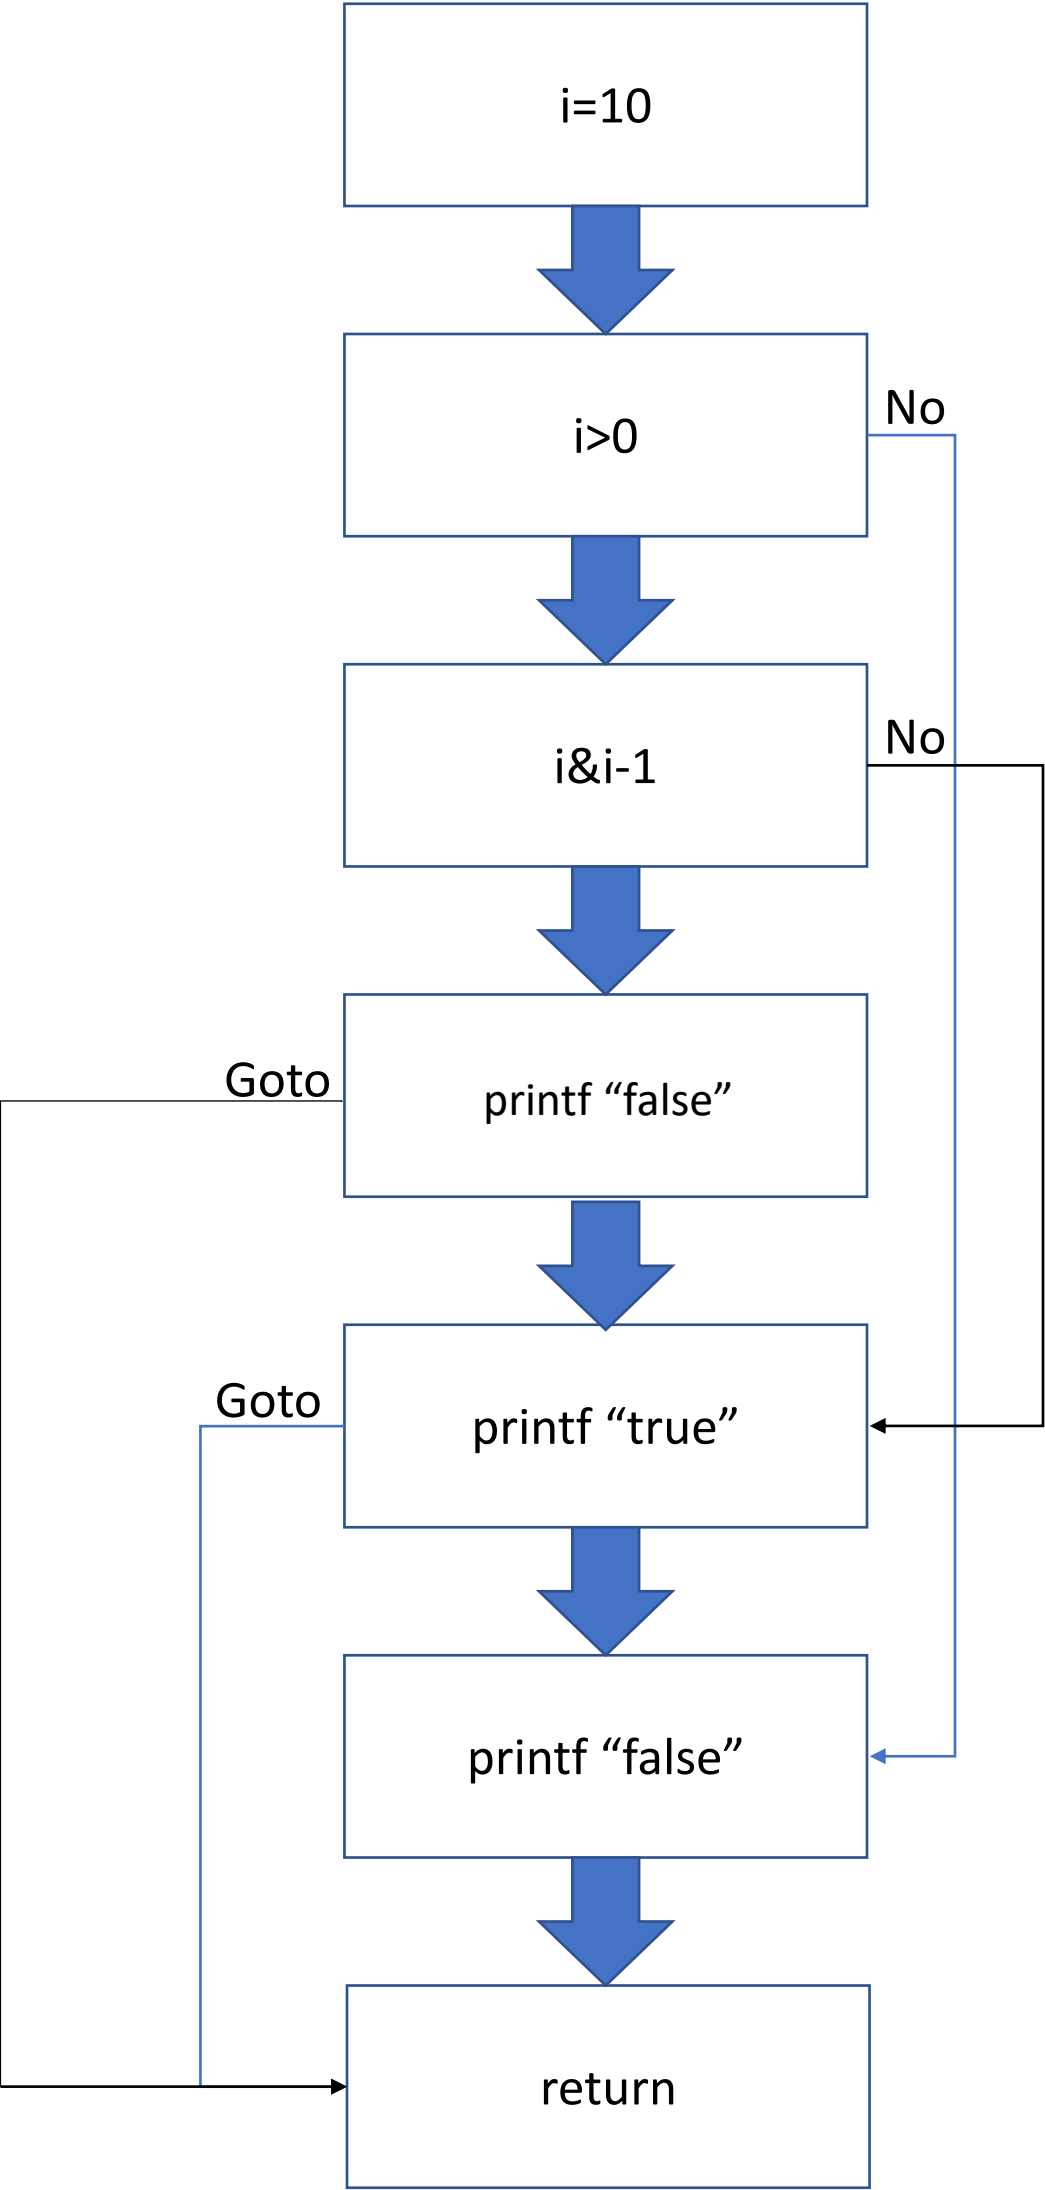 i=10
i>0
No
i&i-1
No
printf “false”
Goto
printf “true”
Goto
printf “false”
return